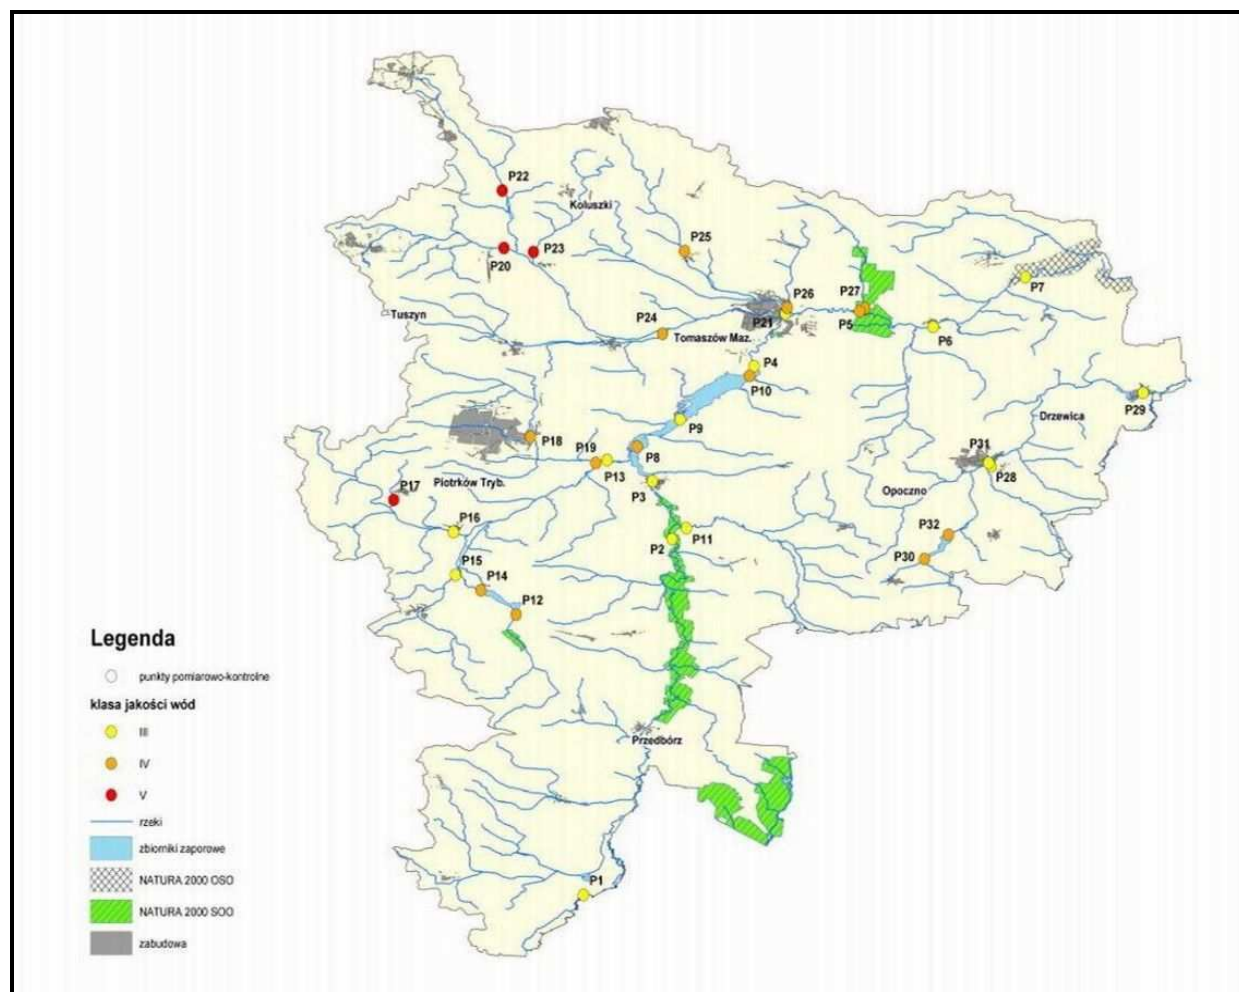 P22
Koluszki
P25
P20
P23
P26
P27
P7
Tuszyn
P24
P21
P5
Tomaszów Maz.
P6
P4
P10
P29
Drzewica
P9
P18
P19
P8
P31
P13
P28
P17
Piotrków Tryb.
P3
Opoczno
P16
P11
P32
P2
P15
P30
P14
P12
Legenda
punkty pomiarowo-kontrolne
klasa jakości wód
III
IV
V
Przedbórz
rzeki
zbiorniki zaporowe
NATURA 2000 OSO
P1
NATURA 2000 SOO
zabudowa